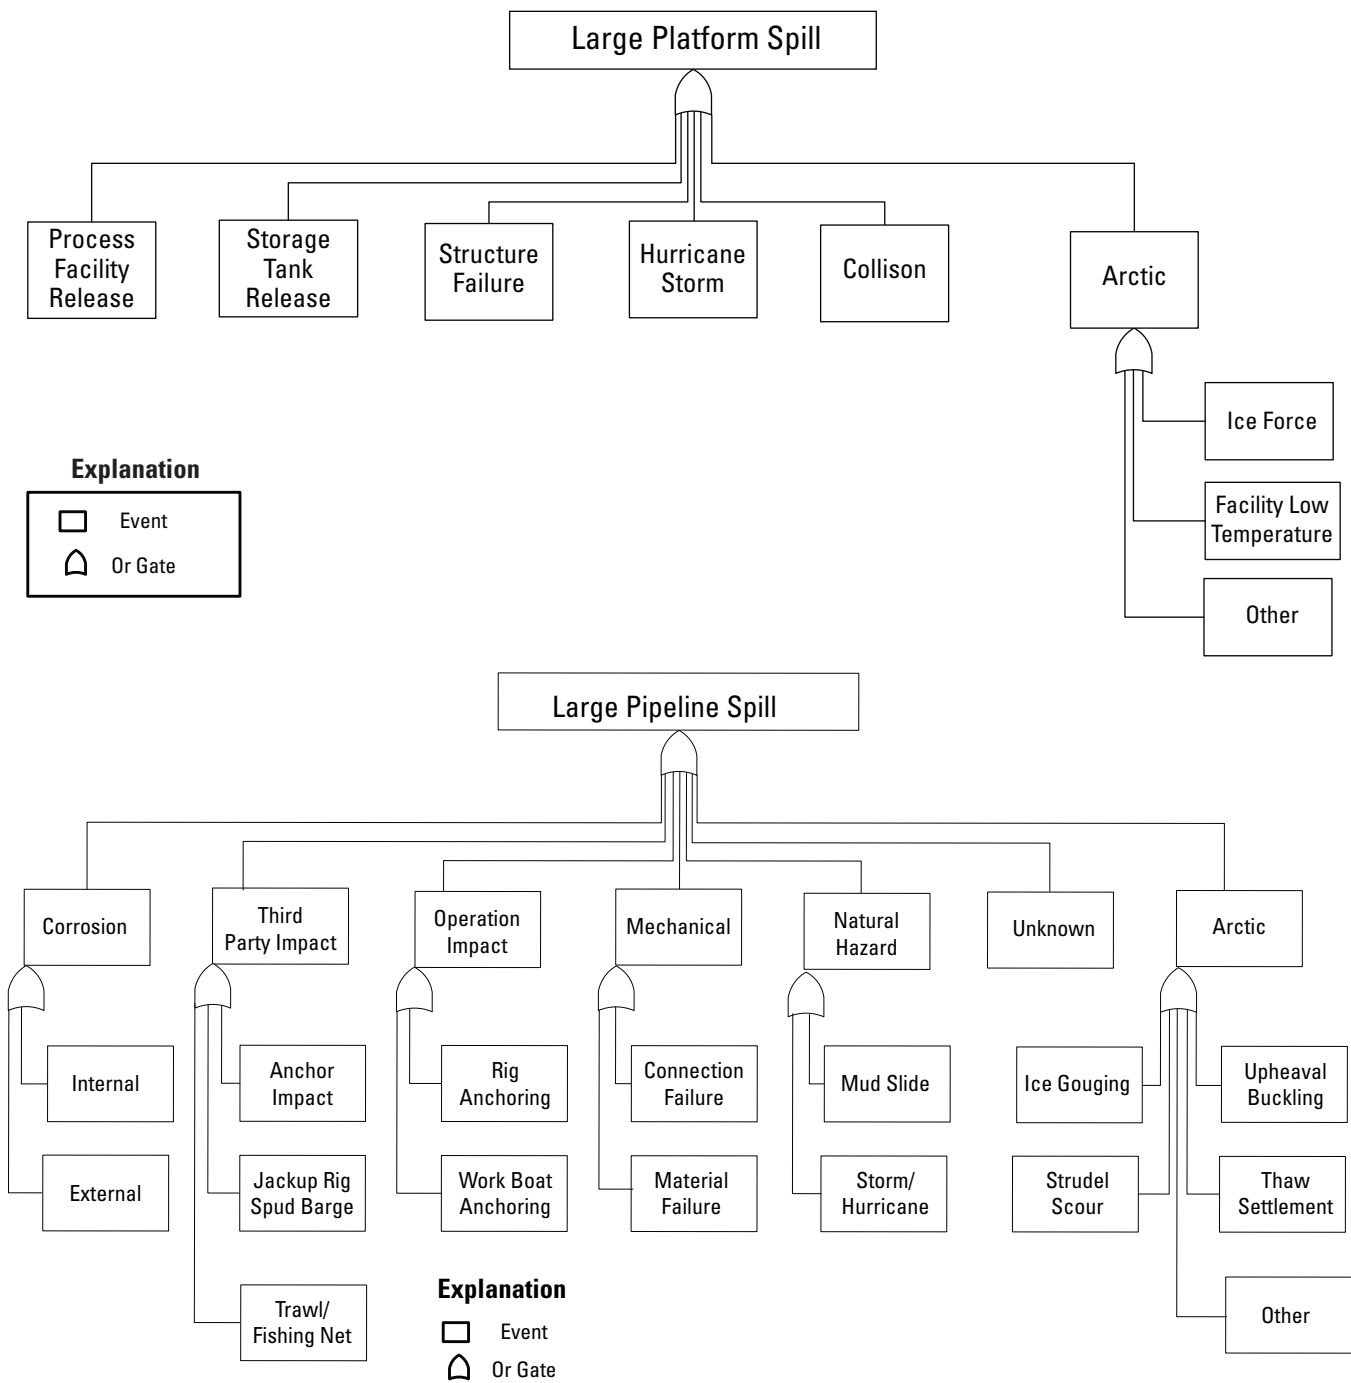 Large Platform Spill
Process
Facility
Release
Storage
Tank
Release
Structure
Failure
Hurricane
Storm
Collison
Arctic
Ice Force
Facility Low
Temperature
Other
Explanation
Event
Or Gate
Large Pipeline Spill
Corrosion
Third
Party Impact
Operation
Impact
Mechanical
Natural
Hazard
Unknown
Arctic
Internal
Anchor
Impact
Rig
Anchoring
Connection
Failure
Mud Slide
Ice Gouging
Upheaval
Buckling
External
Jackup Rig
Spud Barge
Work Boat
Anchoring
Material
Failure
Storm/
Hurricane
Strudel
Scour
Thaw
Settlement
Trawl/
Fishing Net
Other
Explanation
Event
Or Gate